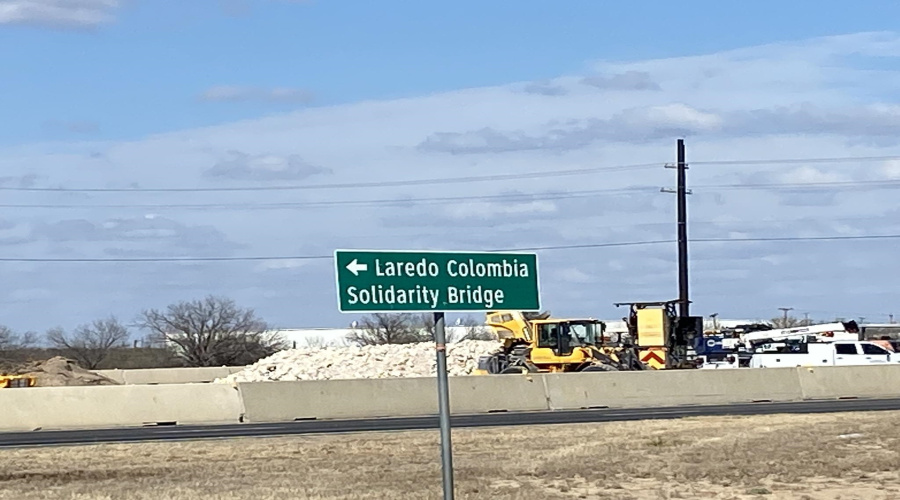 ← Laredo Colombia
Solidarity Bridge